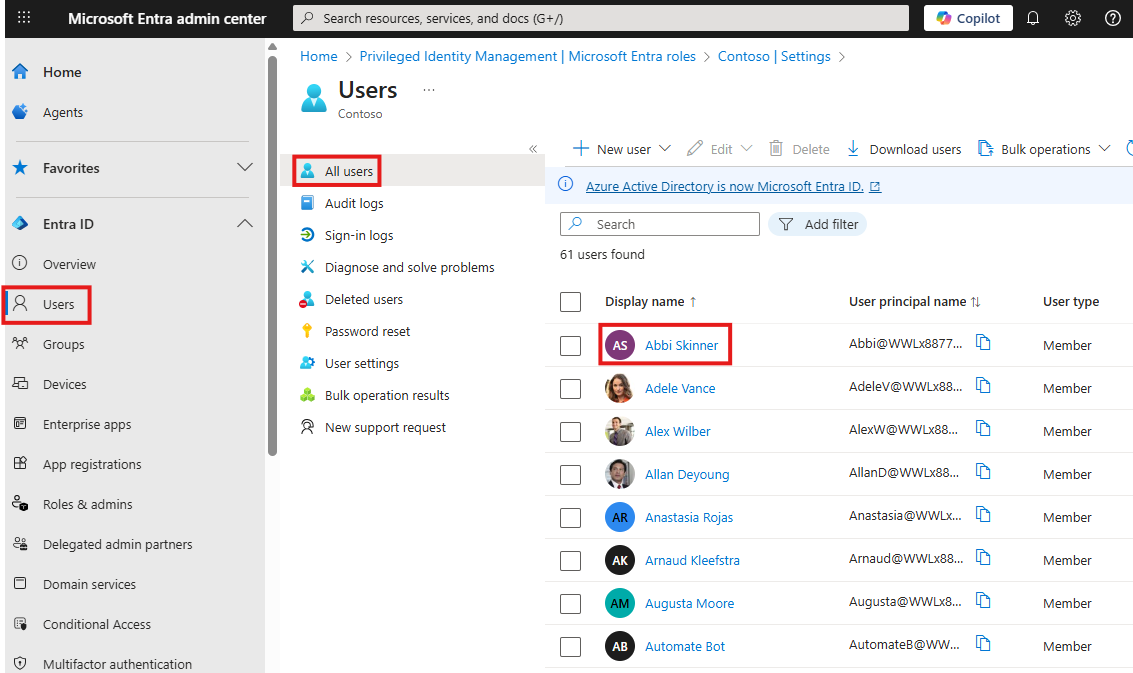 Microsoft Entra admin center
Search resources, services, and docs (G+/)
Copilot
Home
Agents
Favorites
Entra ID
Overview
Users
Groups
Devices
Enterprise apps
App registrations
Roles & admins
Delegated admin partners
Domain services
Conditional Access
Multifactor authentication
Home > Privileged Identity Management | Microsoft Entra roles > Contoso | Settings >
Users ...
Contoso
«
All users
Audit logs
Sign-in logs
Diagnose and solve problems
Deleted users
Password reset
User settings
Bulk operation results
New support request
New user Edit Delete Download users Bulk operations
Azure Active Directory is now Microsoft Entra ID.
Search Add filter
61 users found
Display name ↑ User principal name ↑↓ User type
AS Abbi Skinner Abbi@WWLx8877... Member
Adele Vance AdeleV@WWLx88... Member
Alex Wilber AlexW@WWLx88... Member
Allan Deyoung AllanD@WWLx88... Member
AR Anastasia Rojas Anastasia@WWLx... Member
AK Arnaud Kleefstra Arnaud@WWLx88... Member
AM Augusta Moore Augusta@WWLx8... Member
AB Automate Bot AutomateB@WW... Member